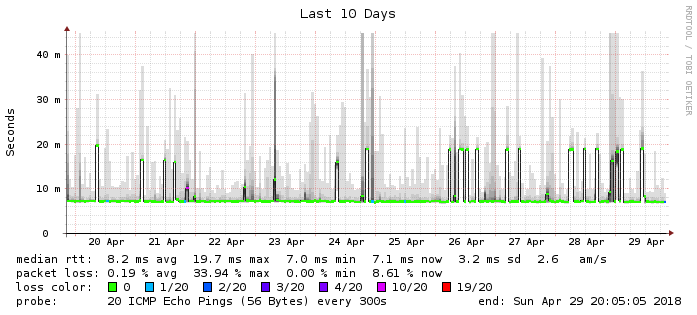 Last 10 Days
RRDTOOL / TOBI OETIKER
Seconds
40 m
30 m
20 m
10 m
0
20 Apr 21 Apr 22 Apr 23 Apr 24 Apr 25 Apr 26 Apr 27 Apr 28 Apr 29 Apr
median rtt: 8.2 ms avg 19.7 ms max 7.0 ms min 7.1 ms now 3.2 ms sd 2.6 am/s
packet loss: 0.19 % avg 33.94 % max 0.00 % min 8.61 % now
loss color: 0 1/20 2/20 3/20 4/20 10/20 19/20
probe: 20 ICMP Echo Pings (56 Bytes) every 300s end: Sun Apr 29 20:05:05 2018